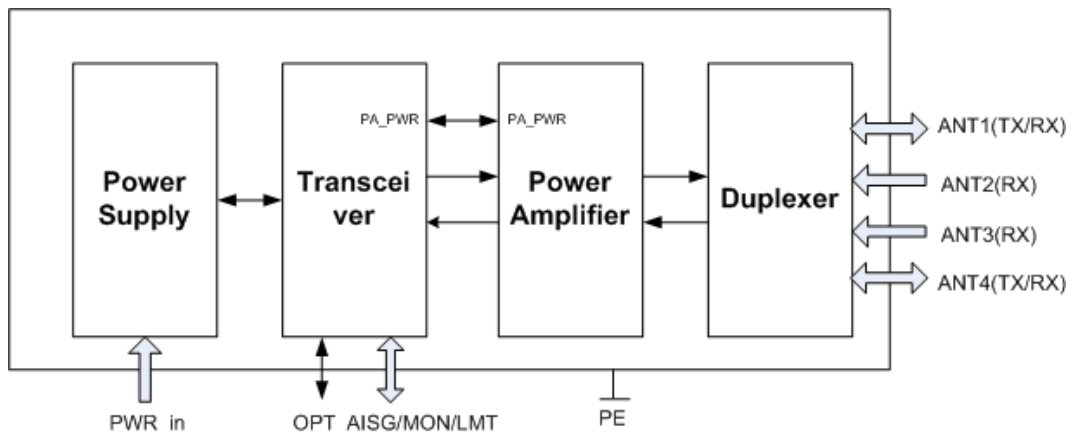 PA_PWR
PA_PWR
Power
Supply
Transcei
ver
Power
Amplifier
Duplexer
ANT1(TX/RX)
ANT2(RX)
ANT3(RX)
ANT4(TX/RX)
PWR in
OPT
AISG/MON/LMT
PE